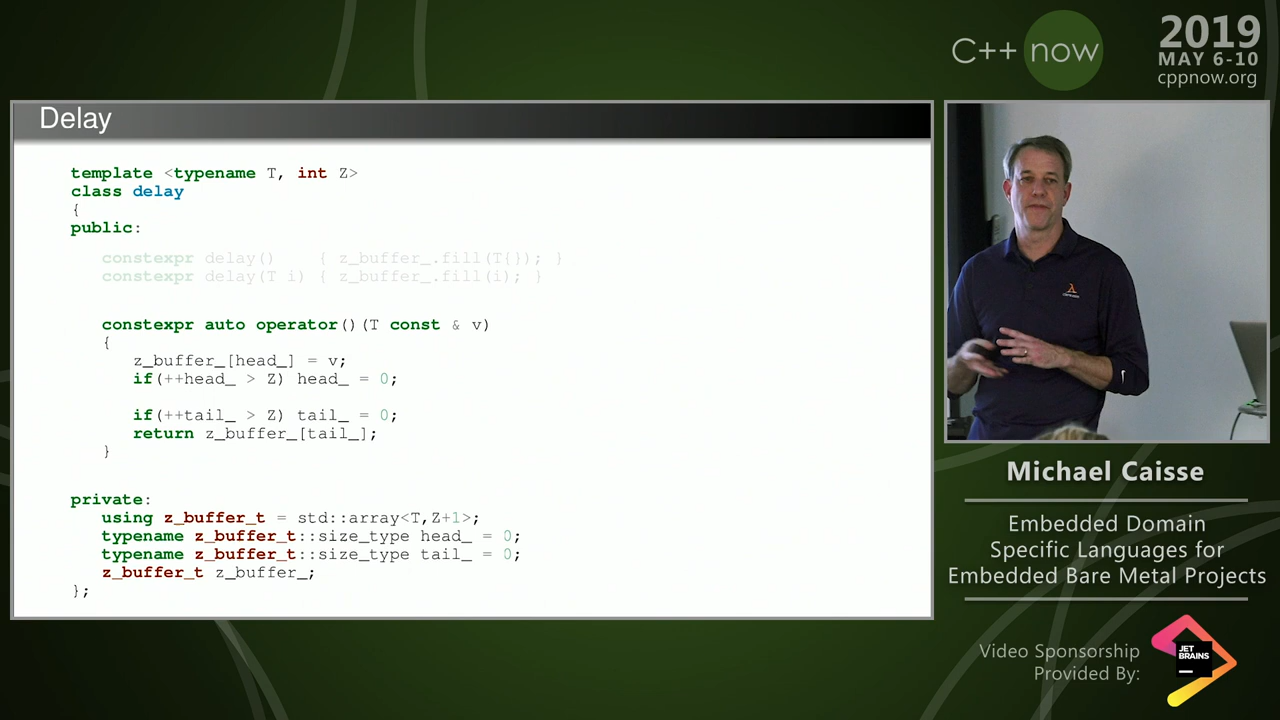 C++ now
2019
MAY 6-10
cppnow.org
Delay
template <typename T, int Z>
class delay
{
public:
constexpr delay()    { z_buffer_.fill(T{}); }
constexpr delay(T i) { z_buffer_.fill(i); }
constexpr auto operator()(T const & v)
{
z_buffer_[head_] = v;
if(++head_ > Z) head_ = 0;
if(++tail_ > Z) tail_ = 0;
return z_buffer_[tail_];
}
private:
using z_buffer_t = std::array<T,Z+1>;
typename z_buffer_t::size_type head_ = 0;
typename z_buffer_t::size_type tail_ = 0;
z_buffer_t z_buffer_;
};
Michael Caisse
Embedded Domain
Specific Languages for
Embedded Bare Metal Projects
Video Sponsorship
Provided By:
JET
BRAINS